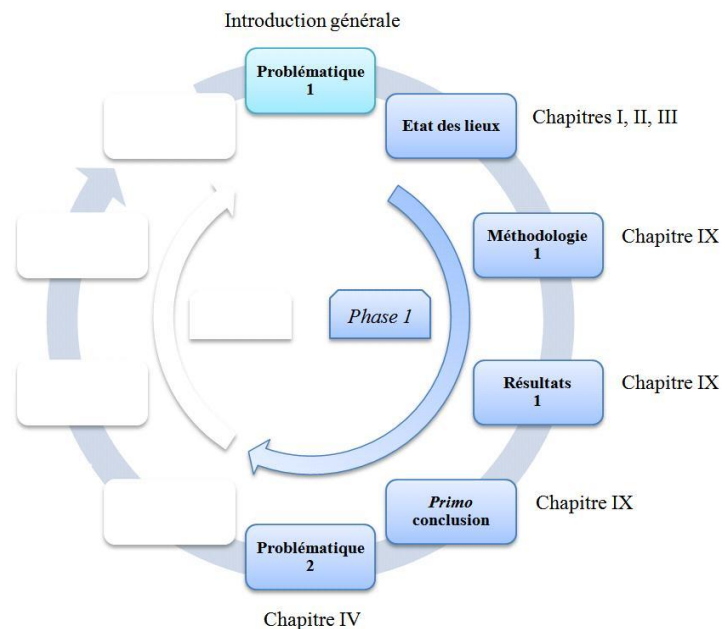 Introduction générale
Problématique
1
Etat des lieux
Chapitres I, II, III
Méthodologie
1
Chapitre IX
Phase 1
Résultats
1
Chapitre IX
Primo
conclusion
Chapitre IX
Problématique
2
Chapitre IV